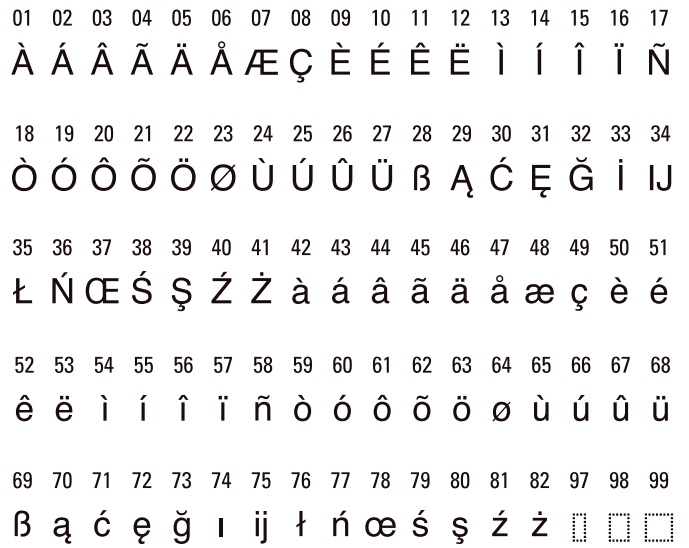 01 02 03 04 05 06 07 08 09 10 11 12 13 14 15 16 17
À Á Â Ã Ä Å Æ Ç È É Ê Ë Ì Í Î Ï Ñ
18 19 20 21 22 23 24 25 26 27 28 29 30 31 32 33 34
Ò Ó Ô Õ Ö Ø Ù Ú Û Ü ß Ą Ć Ę Ğ İ IJ
35 36 37 38 39 40 41 42 43 44 45 46 47 48 49 50 51
Ł Ń Œ Ś Ş Ź Ż à á â ã ä å æ ç è é
52 53 54 55 56 57 58 59 60 61 62 63 64 65 66 67 68
ê ë ì í î ï ñ ò ó ô õ ö ø ù ú û ü
69 70 71 72 73 74 75 76 77 78 79 80 81 82 97 98 99
ß ą ć ę ğ ı ij ł ń œ ś ş ź ż